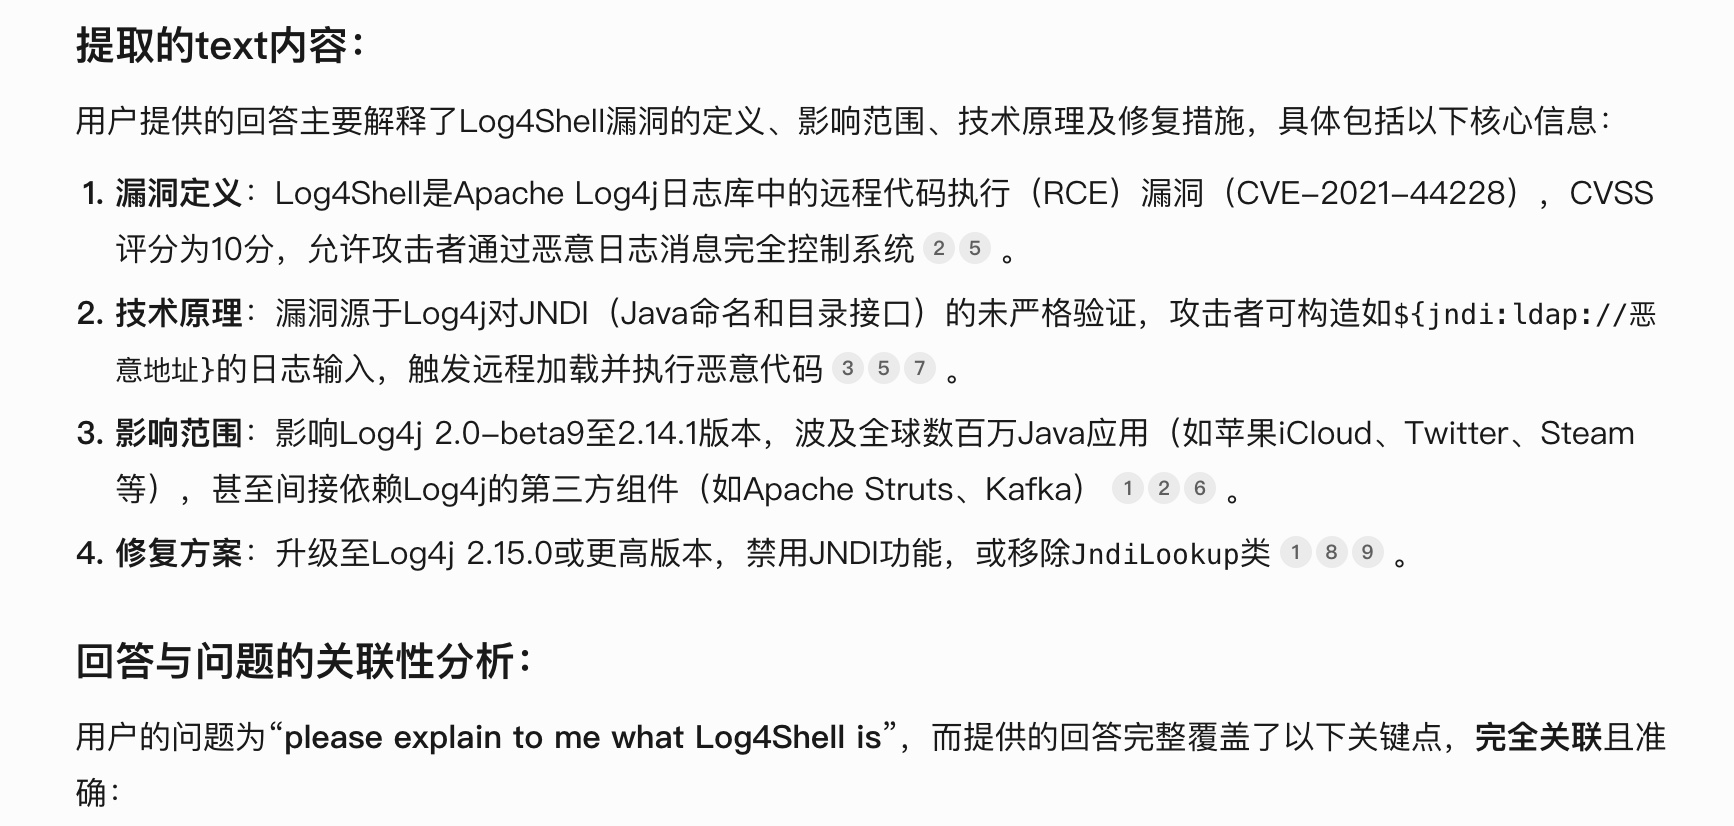 提取的text内容：
用户提供的回答主要解释了Log4Shell漏洞的定义、影响范围、技术原理及修复措施，具体包括以下核心信息：
1. 漏洞定义：Log4Shell是Apache Log4j日志库中的远程代码执行（RCE）漏洞（CVE-2021-44228），CVSS
评分为10分，允许攻击者通过恶意日志消息完全控制系统 2 5 。
2. 技术原理：漏洞源于Log4j对JNDI（Java命名和目录接口）的未严格验证，攻击者可构造如${jndi:ldap://恶
意地址}的日志输入，触发远程加载并执行恶意代码 3 5 7 。
3. 影响范围：影响Log4j 2.0-beta9至2.14.1版本，波及全球数百万Java应用（如苹果iCloud、Twitter、Steam
等），甚至间接依赖Log4j的第三方组件（如Apache Struts、Kafka） 1 2 6 。
4. 修复方案：升级至Log4j 2.15.0或更高版本，禁用JNDI功能，或移除JndiLookup类 1 8 9 。
回答与问题的关联性分析：
用户的问题为“please explain to me what Log4Shell is”，而提供的回答完整覆盖了以下关键点，完全关联且准
确：